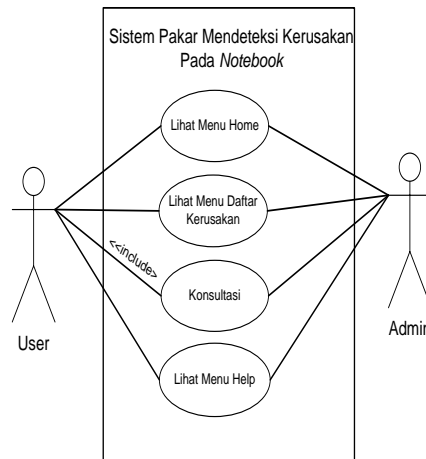 Sistem Pakar Mendeteksi Kerusakan
Pada Notebook
Lihat Menu Home
Lihat Menu Daftar
Kerusakan
<<include>
Konsultasi
User
Admin
Lihat Menu Help